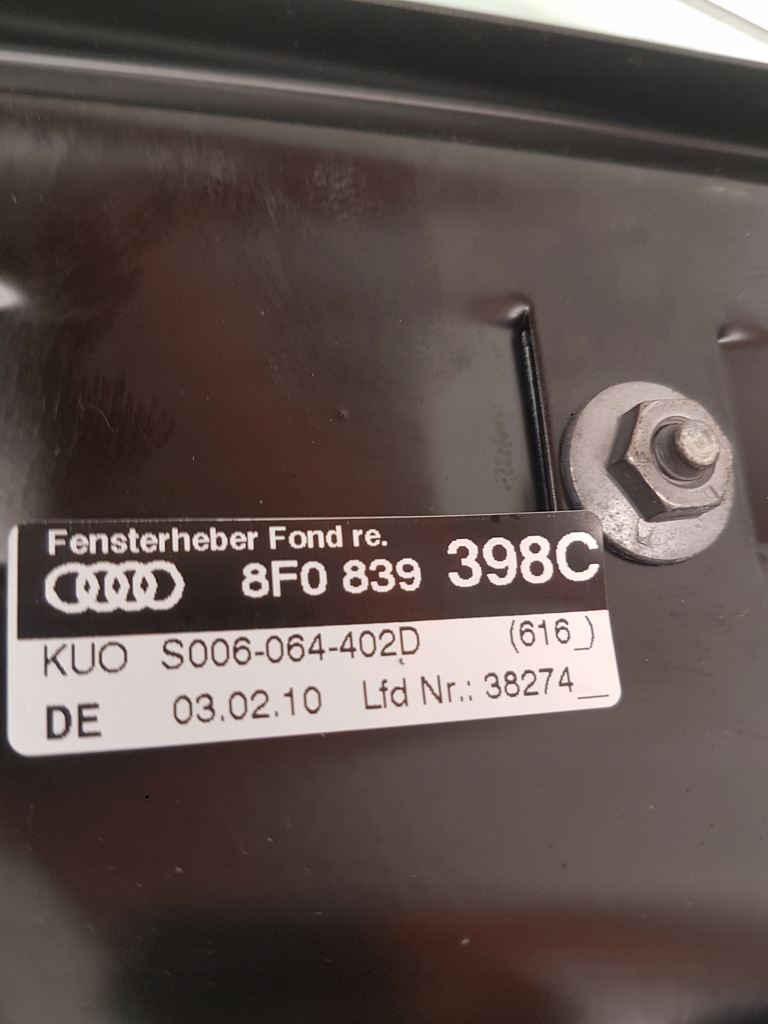 Fensterheber Fond re.
8F0 839 398C
KUO S006-064-402D (616_)
DE 03.02.10 Lfd Nr.: 38274__